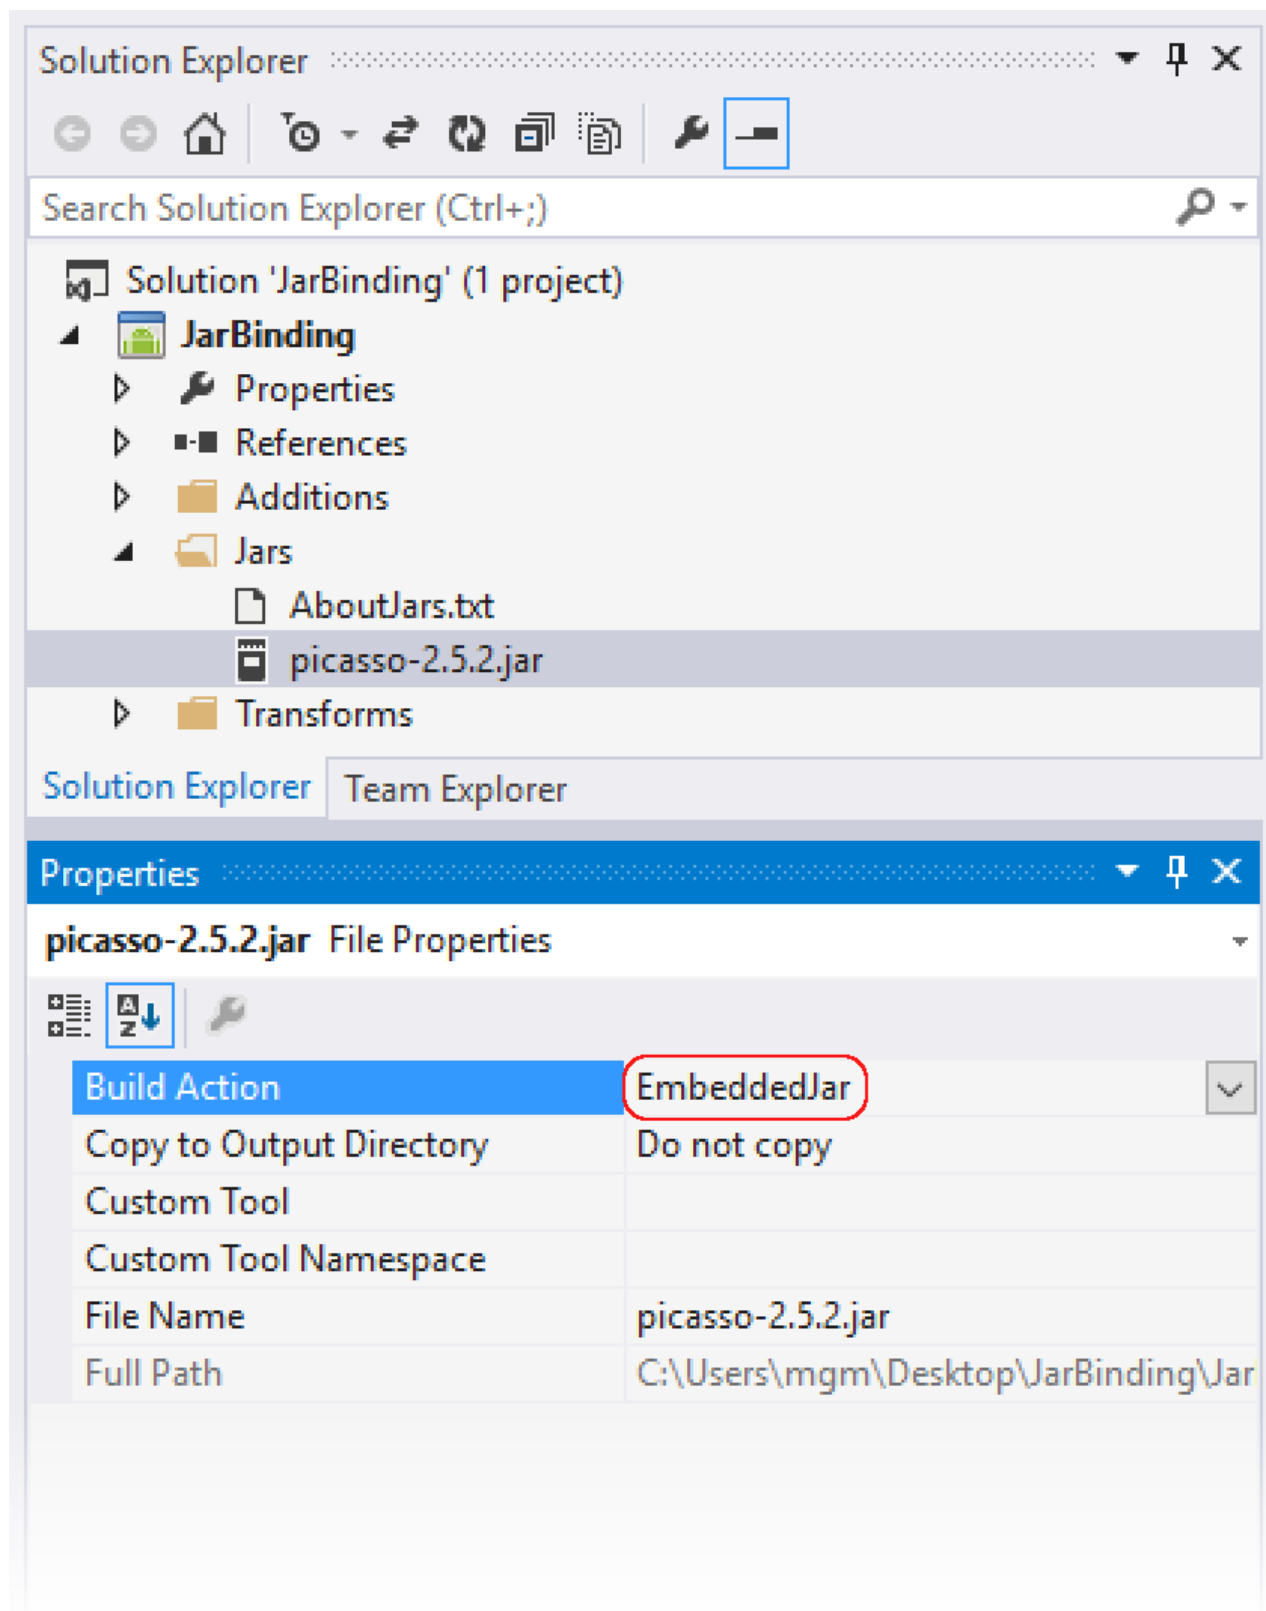 Solution Explorer
Search Solution Explorer (Ctrl+;)
Solution 'JarBinding' (1 project)
JarBinding
Properties
References
Additions
Jars
AboutJars.txt
picasso-2.5.2.jar
Transforms
Solution Explorer Team Explorer
Properties
picasso-2.5.2.jar File Properties
Build Action EmbeddedJar
Copy to Output Directory Do not copy
Custom Tool
Custom Tool Namespace
File Name picasso-2.5.2.jar
Full Path C:\Users\mgm\Desktop\JarBinding\Jar